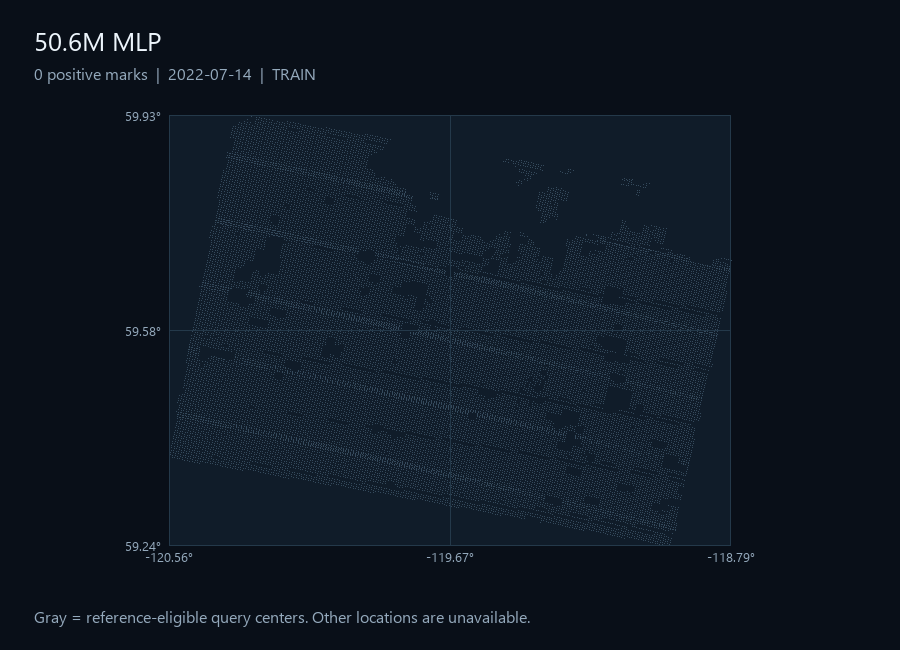 50.6M MLP
0 positive marks | 2022-07-14 | TRAIN
59.93°
59.58°
59.24°
-120.56°
-119.67°
-118.79°
Gray = reference-eligible query centers. Other locations are unavailable.